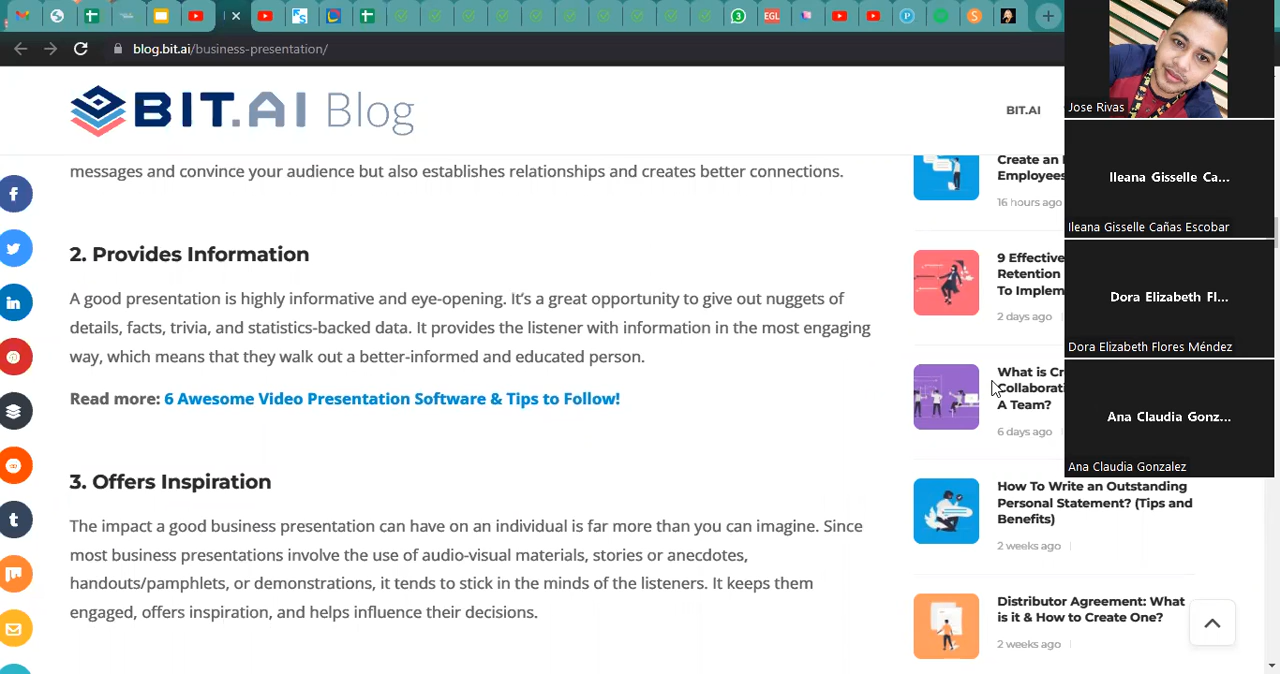 EGL
3
P
S
blog.bit.ai/business-presentation/
BIT.AI Blog
BIT.AI
messages and convince your audience but also establishes relationships and creates better connections.
2. Provides Information
A good presentation is highly informative and eye-opening. It's a great opportunity to give out nuggets of
details, facts, trivia, and statistics-backed data. It provides the listener with information in the most engaging
way, which means that they walk out a better-informed and educated person.
Read more: 6 Awesome Video Presentation Software & Tips to Follow!
3. Offers Inspiration
The impact a good business presentation can have on an individual is far more than you can imagine. Since
most business presentations involve the use of audio-visual materials, stories or anecdotes,
handouts/pamphlets, or demonstrations, it tends to stick in the minds of the listeners. It keeps them
engaged, offers inspiration, and helps influence their decisions.
Create an
Employees
16 hours ago
9 Effective
Retention
To Implem
2 days ago
What is Cr
Collaborati
A Team?
6 days ago
How To Write an Outstanding
Personal Statement? (Tips and
Benefits)
2 weeks ago
Distributor Agreement: What
is it & How to Create One?
2 weeks ago
Jose Rivas
Ileana Gisselle Ca...
Ileana Gisselle Cañas Escobar
Dora Elizabeth Fl...
Dora Elizabeth Flores Méndez
Ana Claudia Gonz...
Ana Claudia Gonzalez